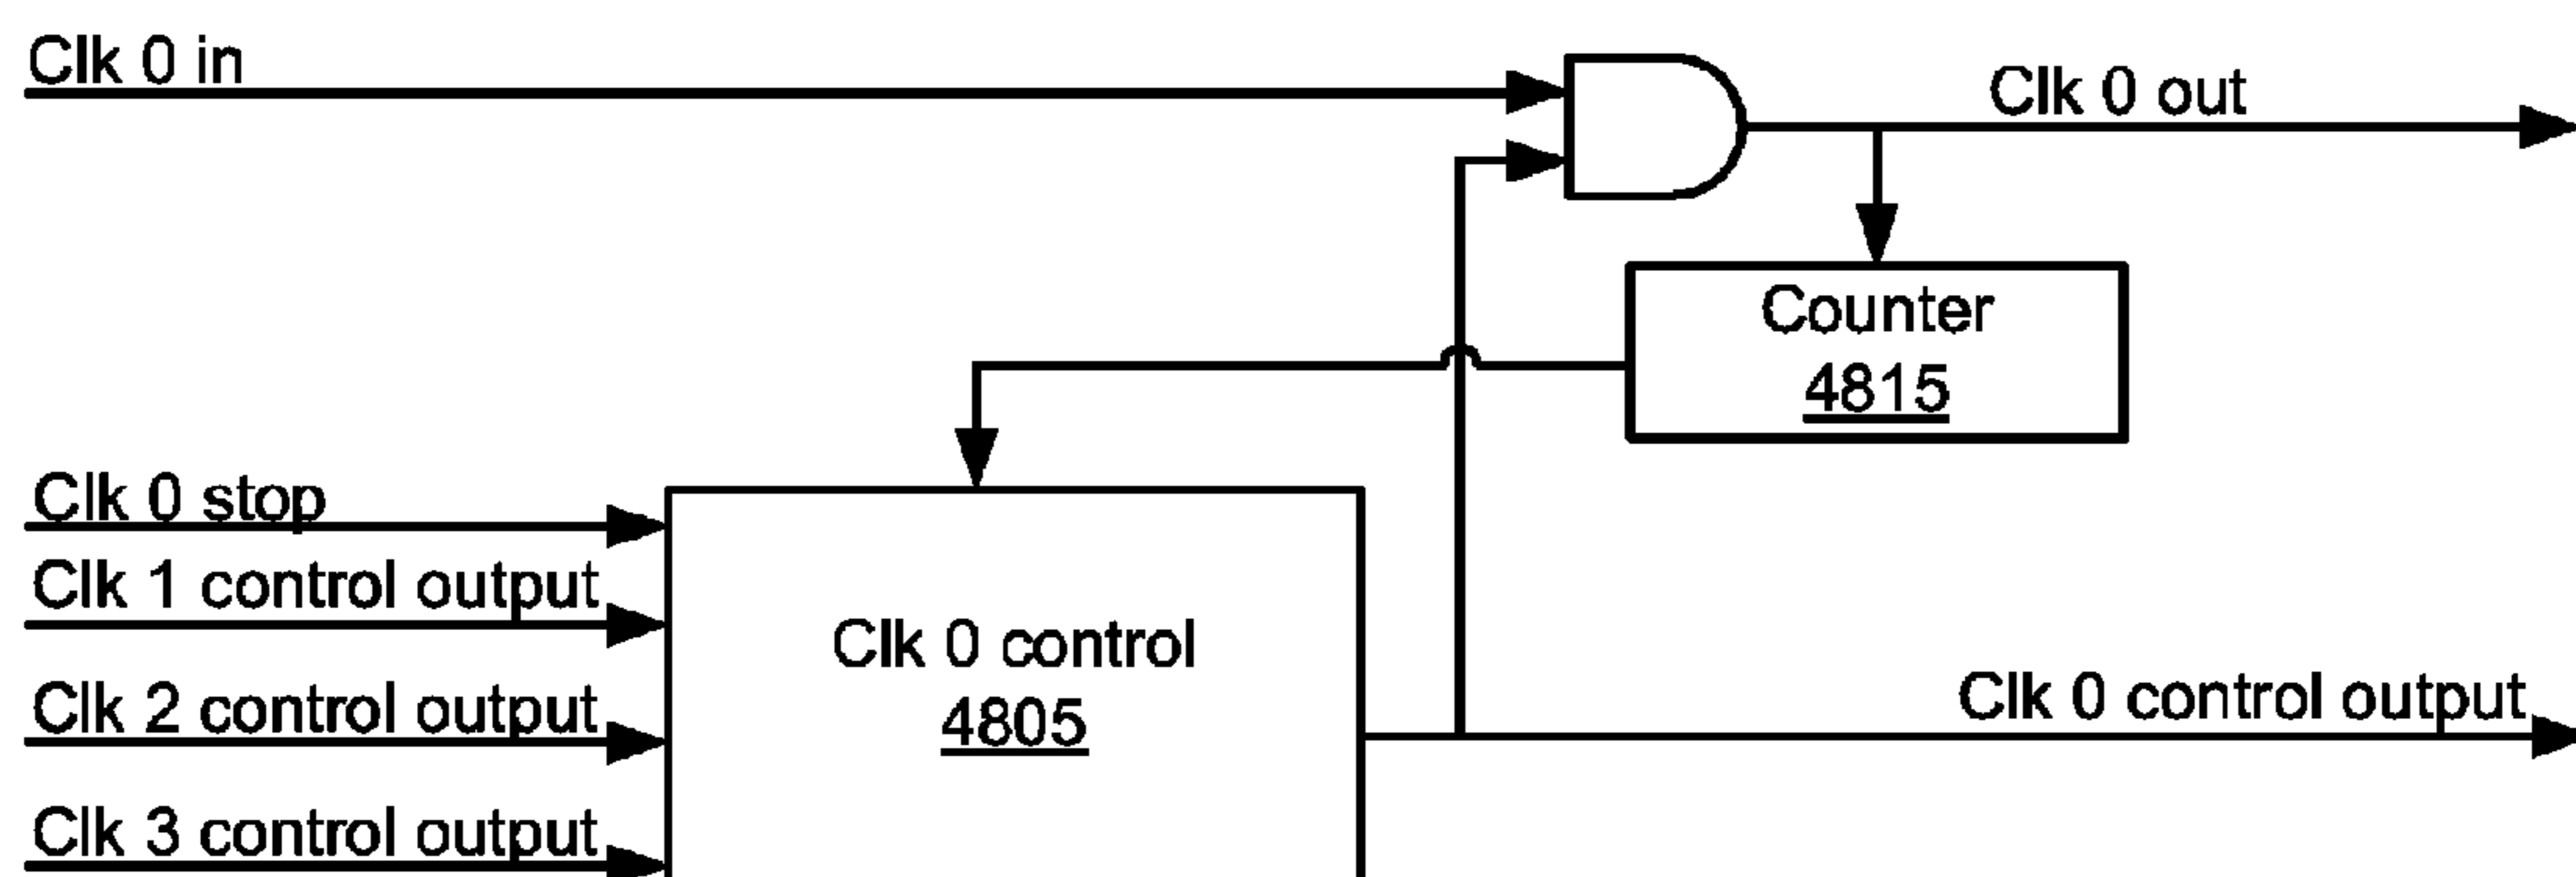 Clk 0 in
Clk 0 out
Counter
4815
Clk 0 stop
Clk 1 control output
Clk 0 control
4805
Clk 2 control output
Clk 0 control output
Clk 3 control output